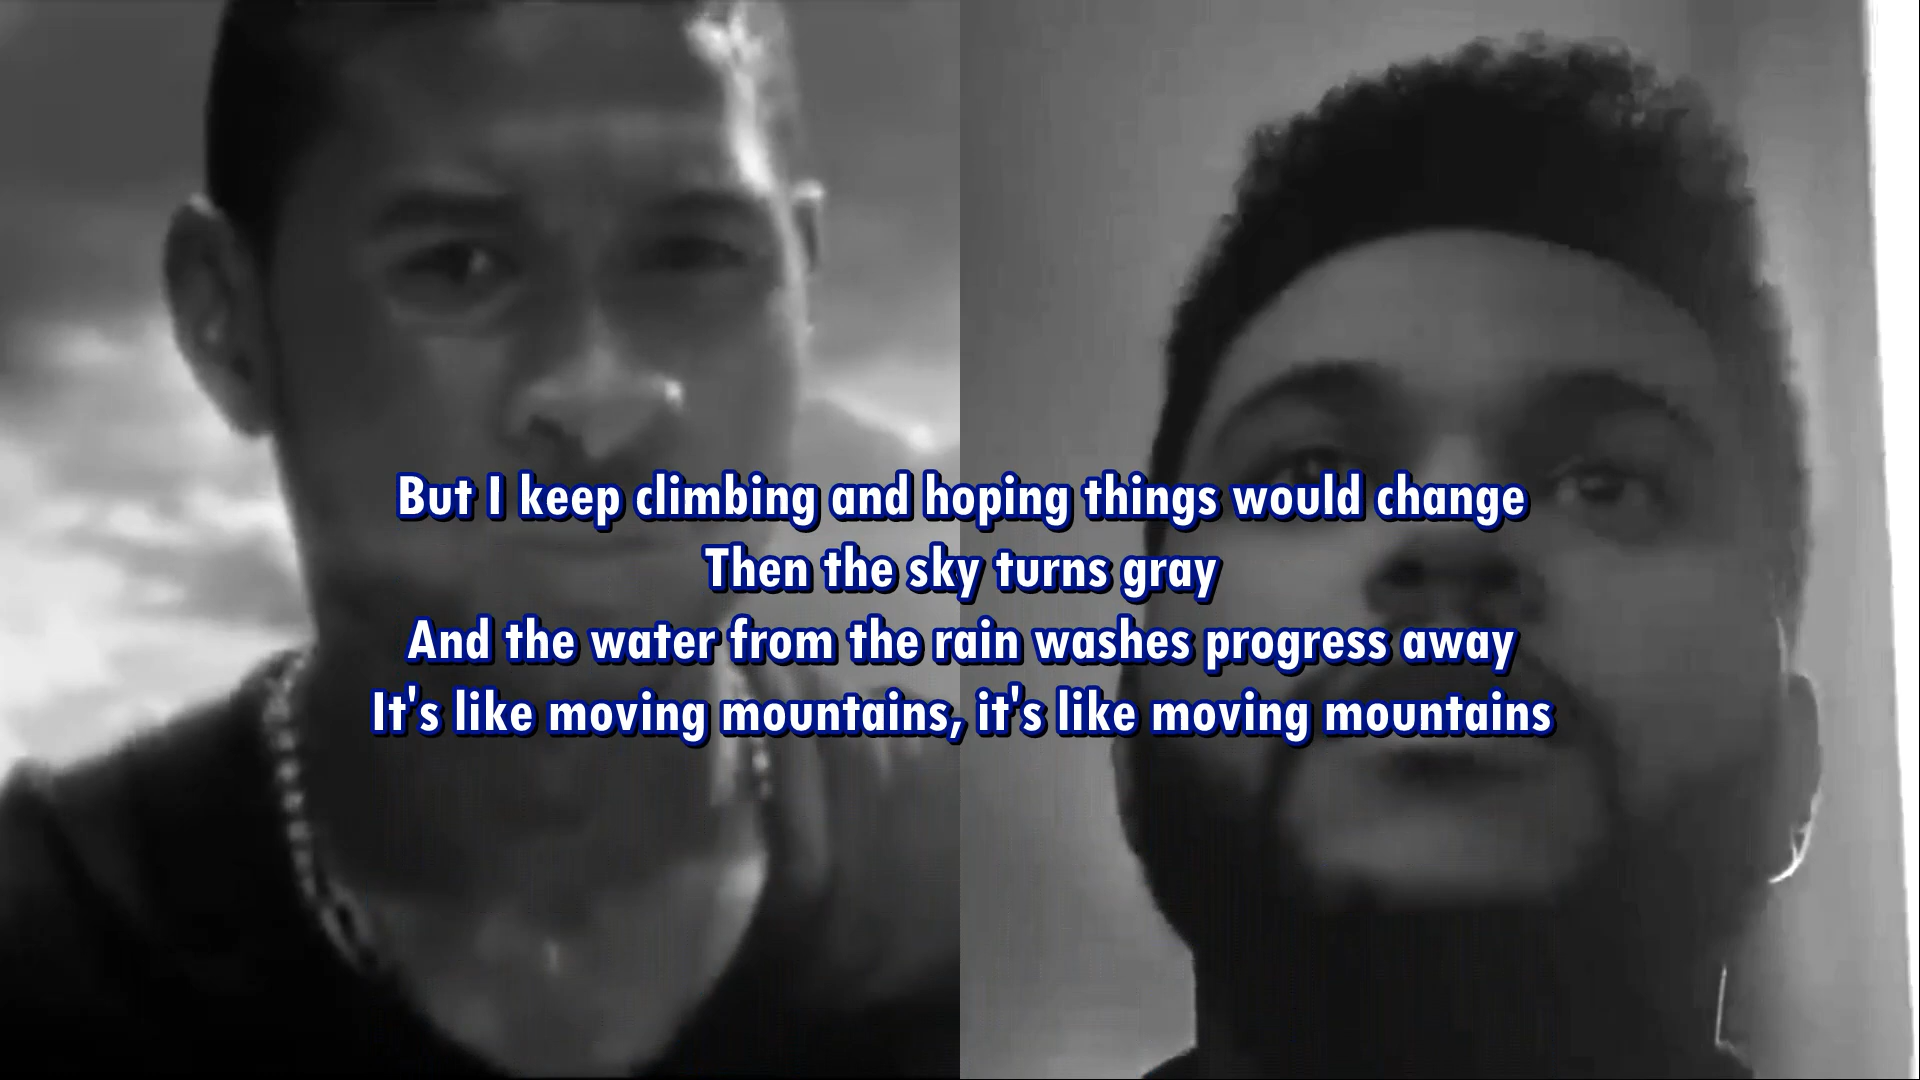 But I keep climbing and hoping things would change
Then the sky turns gray
And the water from the rain washes progress away
It's like moving mountains, it's like moving mountains